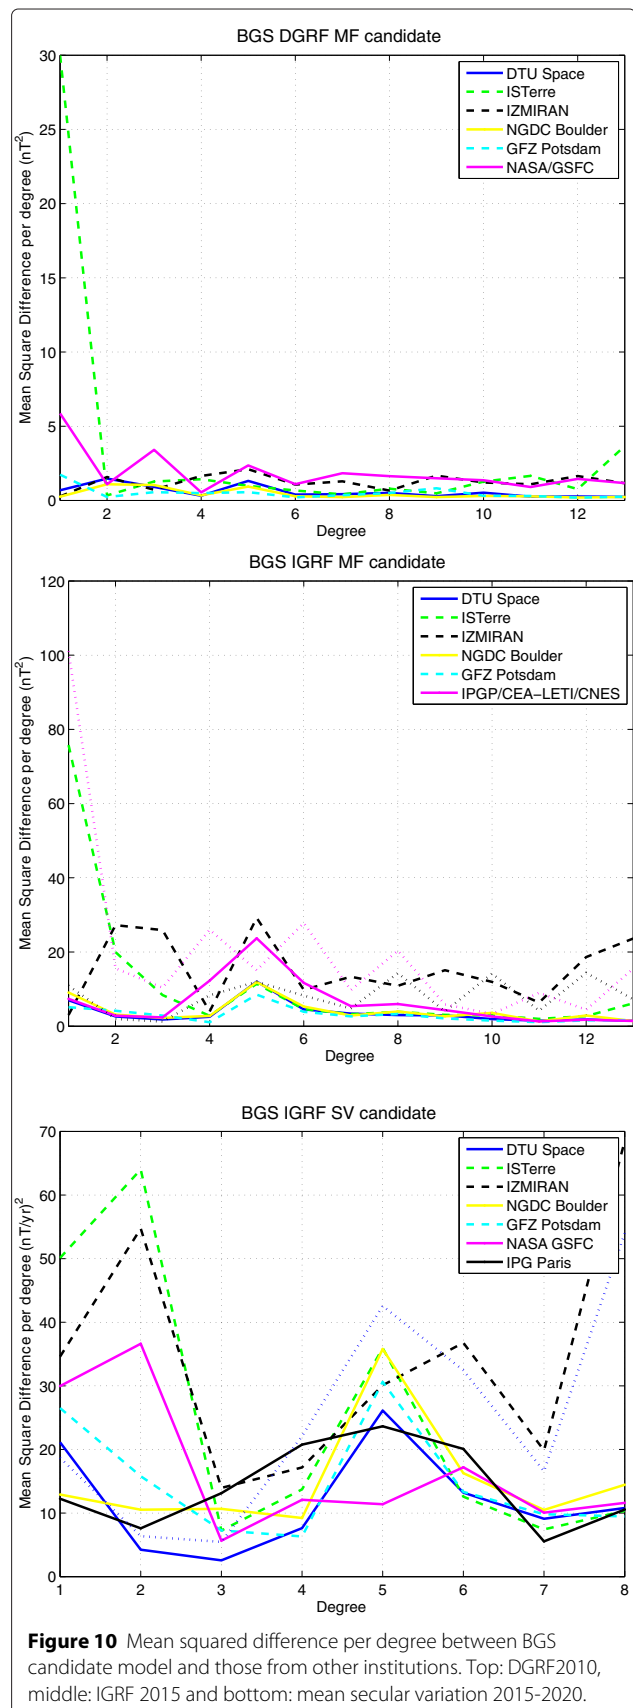 BGS DGRF MF candidate
Mean Square Difference per degree (nT²)
30
25
20
15
10
5
0
2
4
6
8
10
12
Degree
DTU Space
ISTerre
IZMIRAN
NGDC Boulder
GFZ Potsdam
NASA/GSFC
BGS IGRF MF candidate
Mean Square Difference per degree (nT²)
120
100
80
60
40
20
0
2
4
6
8
10
12
Degree
DTU Space
ISTerre
IZMIRAN
NGDC Boulder
GFZ Potsdam
IPGP/CEA−LETI/CNES
BGS IGRF SV candidate
Mean Square Difference per degree (nT/yr)²
70
60
50
40
30
20
10
0
1
2
3
4
5
6
7
8
Degree
DTU Space
ISTerre
IZMIRAN
NGDC Boulder
GFZ Potsdam
NASA GSFC
IPG Paris
Figure 10 Mean squared difference per degree between BGS
candidate model and those from other institutions. Top: DGRF2010,
middle: IGRF 2015 and bottom: mean secular variation 2015-2020.